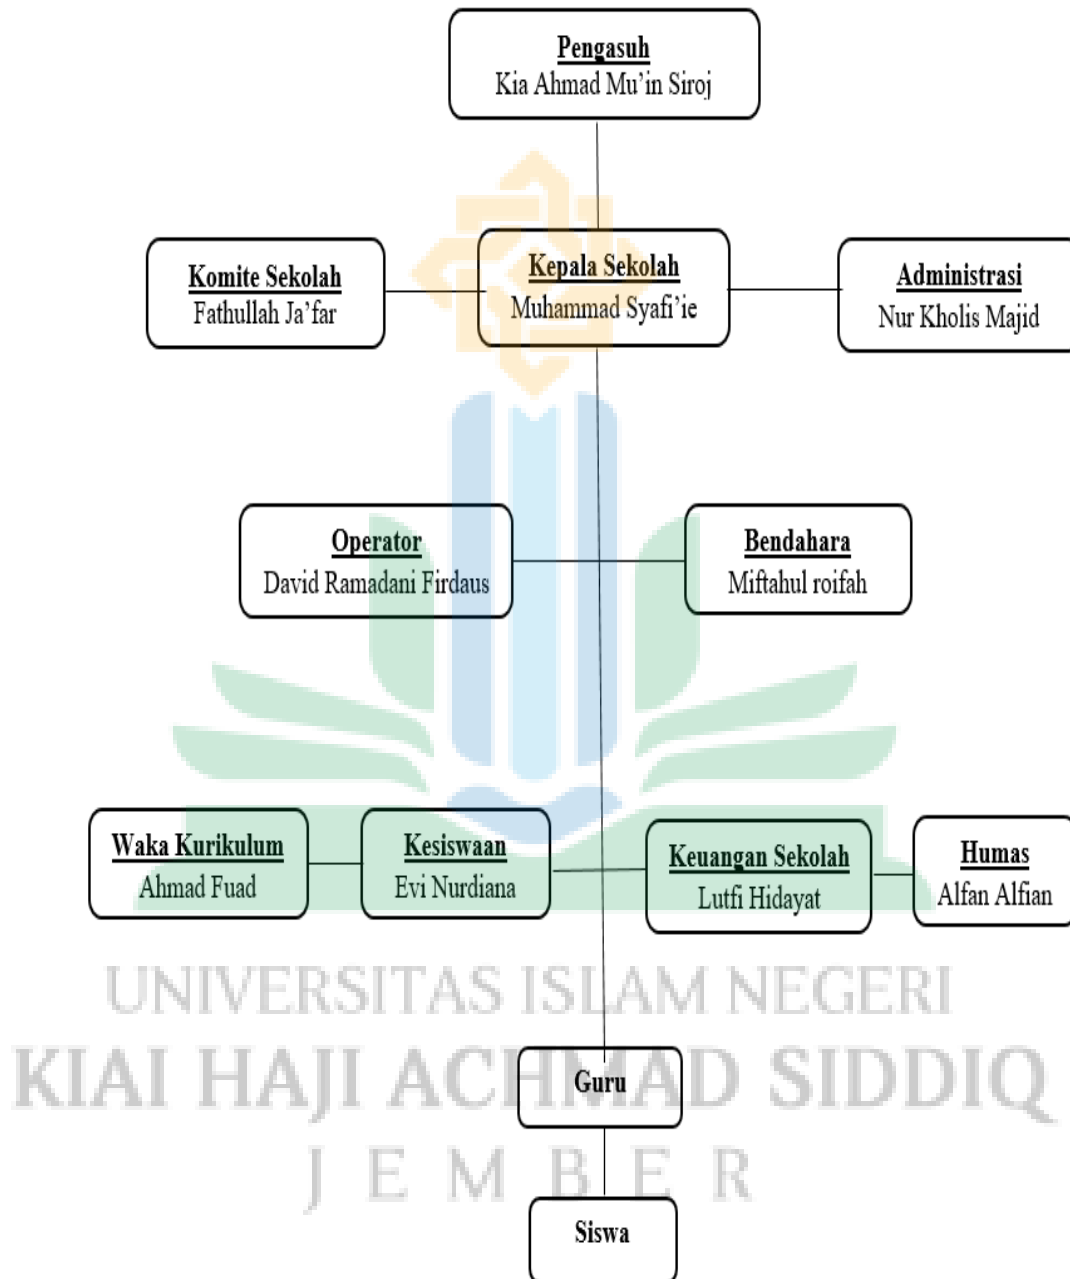 Pengasuh
Kia Ahmad Mu’in Siroj
Komite Sekolah
Fathullah Ja’far
Kepala Sekolah
Muhammad Syafi’ie
Administrasi
Nur Kholis Majid
Operator
David Ramadani Firdaus
Bendahara
Miftahul roifah
Waka Kurikulum
Ahmad Fuad
Kesiswaan
Evi Nurdiana
Keuangan Sekolah
Lutfi Hidayat
Humas
Alfan Alfian
UNIVERSITAS ISLAM NEGERI
KIAI HAJI ACHMAD SIDDIQ
JEMBER
Guru
Siswa